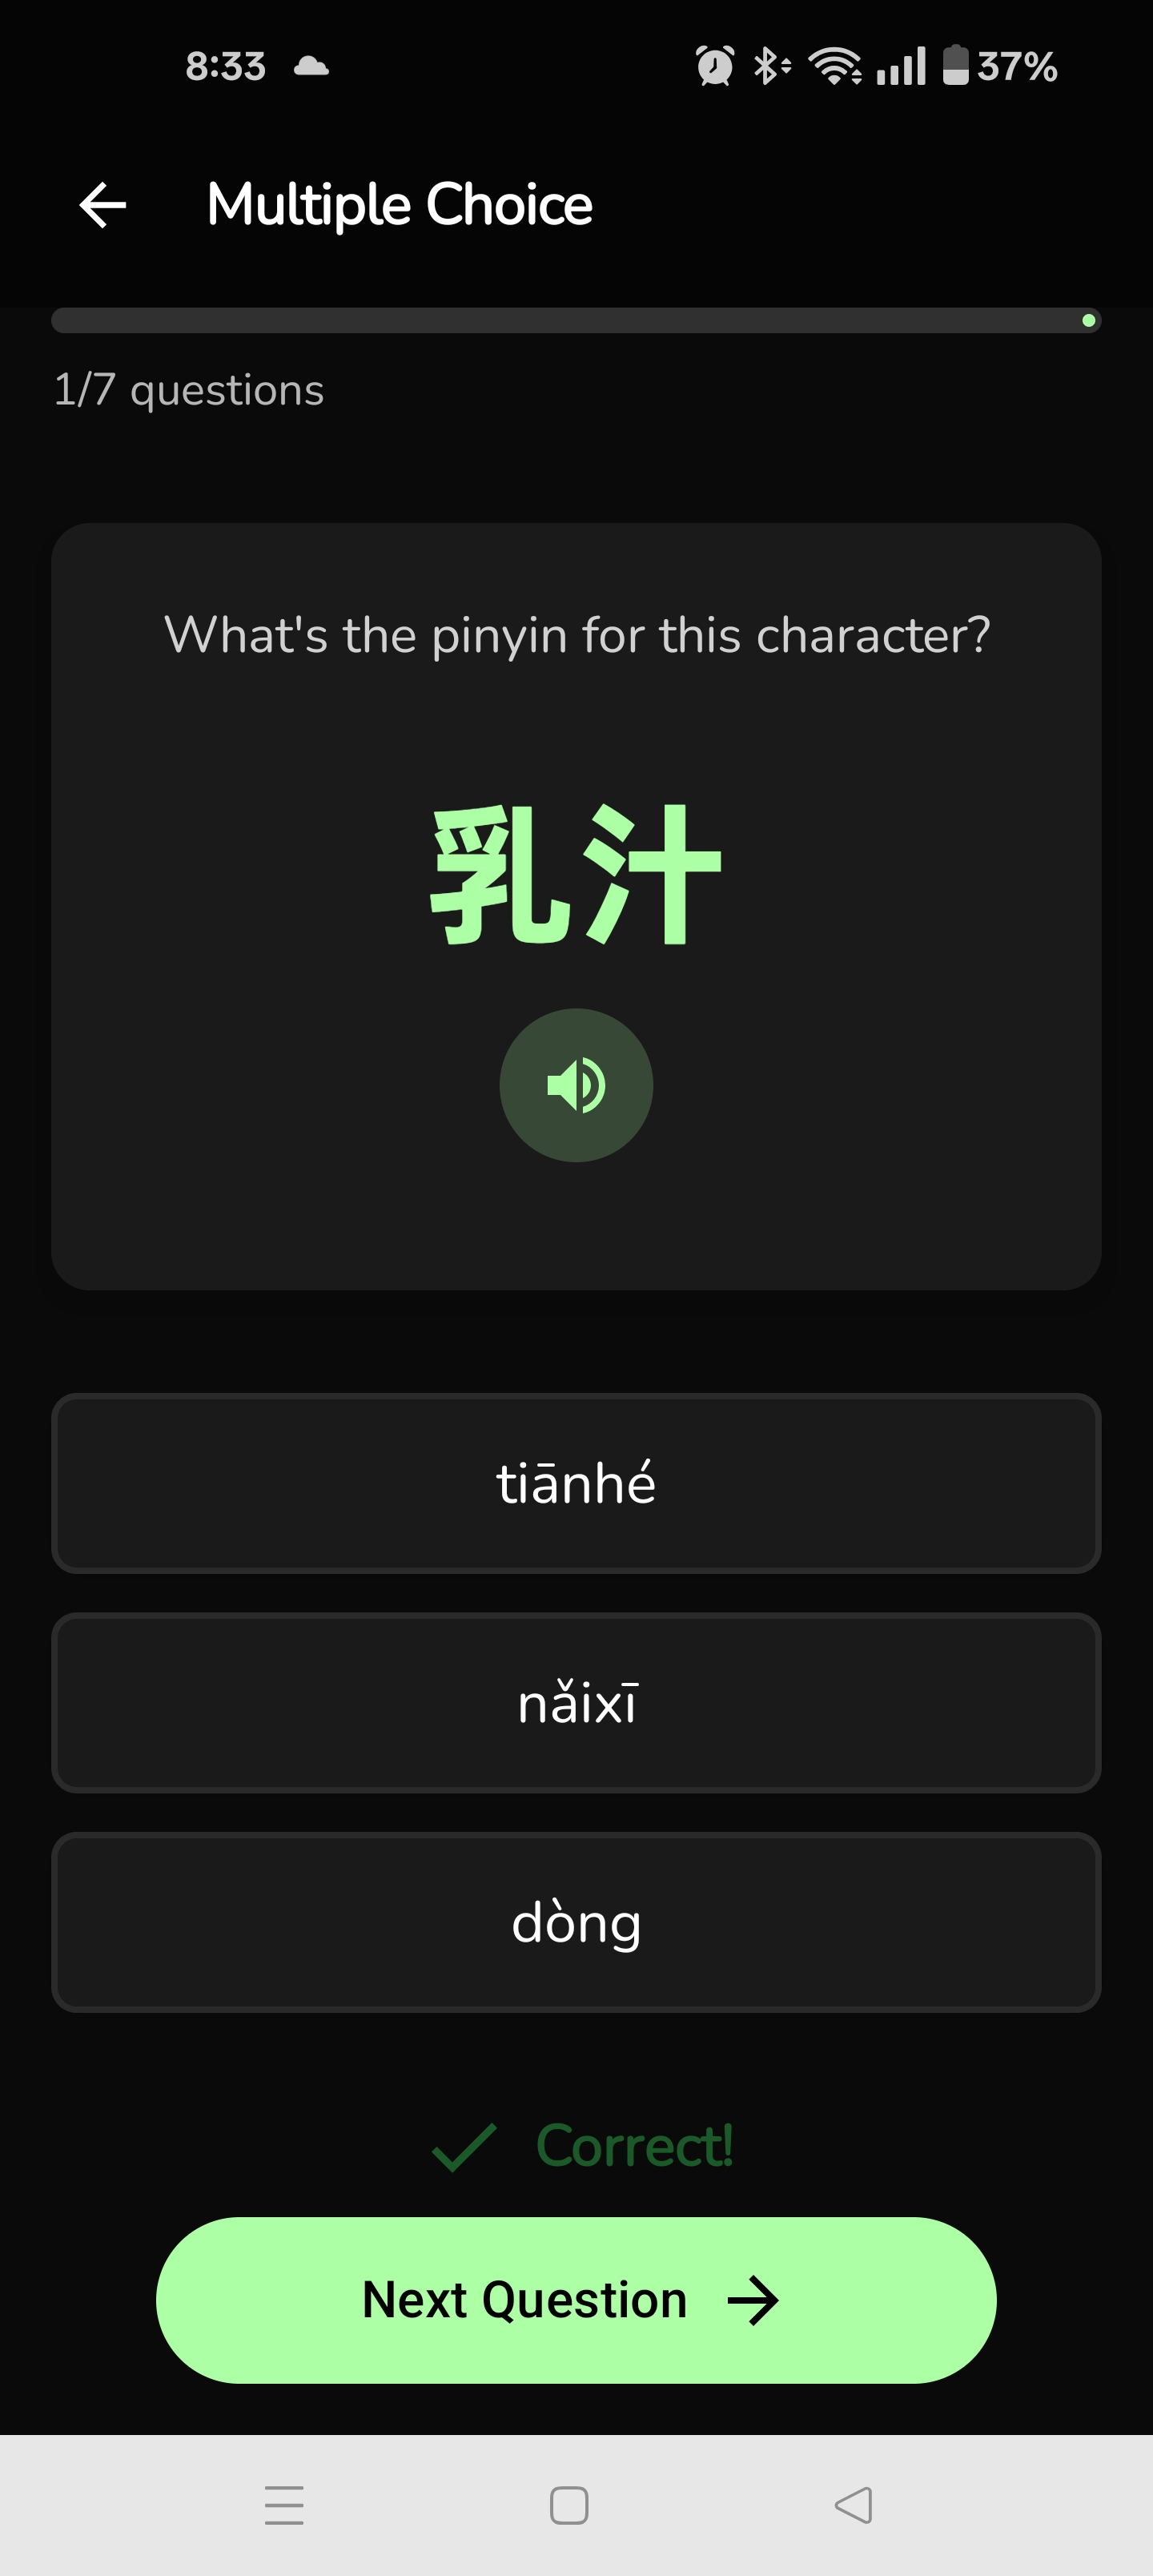 8:33
37%
Multiple Choice
1/7 questions
What's the pinyin for this character?
乳汁
tiānhé
nǎixī
dòng
Correct!
Next Question